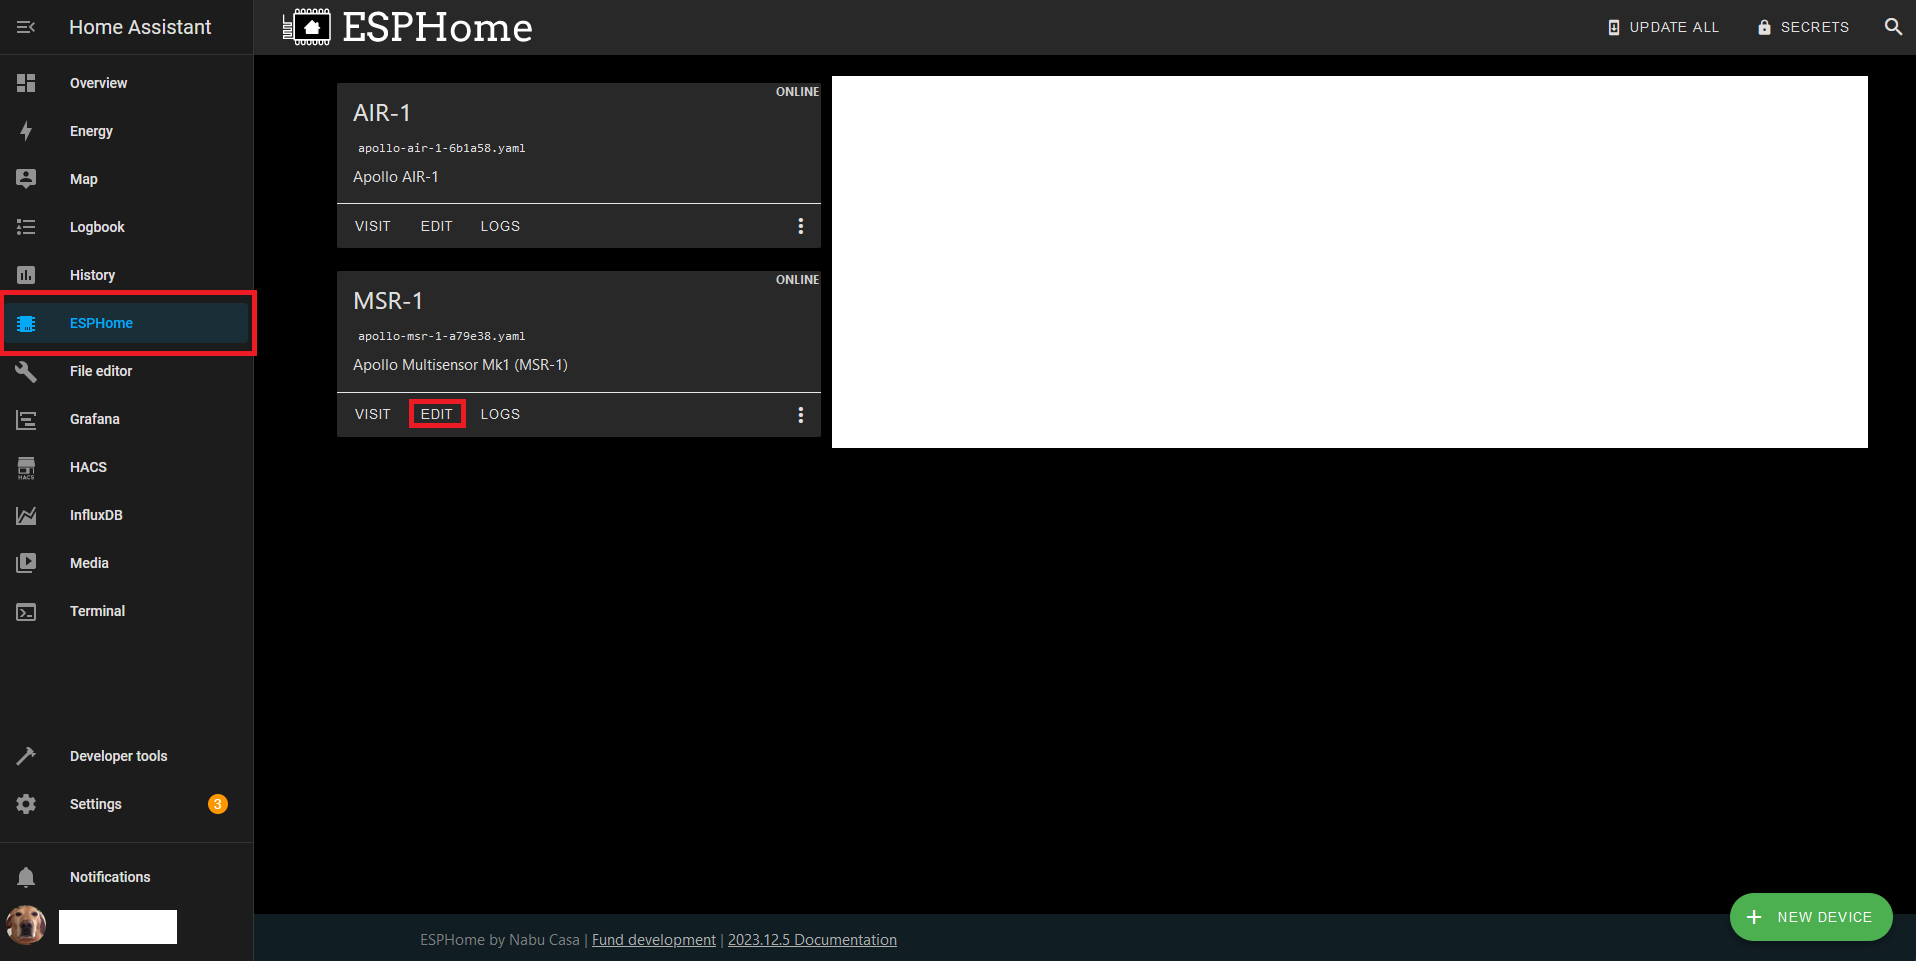 Home Assistant
Overview
Energy
Map
Logbook
History
ESPHome
File editor
Grafana
HACS
HACS
InfluxDB
Media
Terminal
Developer tools
Settings 3
Notifications
ESPHome
UPDATE ALL SECRETS
ONLINE
AIR-1
apollo-air-1-6b1a58.yaml
Apollo AIR-1
VISIT EDIT LOGS
ONLINE
MSR-1
apollo-msr-1-a79e38.yaml
Apollo Multisensor Mk1 (MSR-1)
VISIT EDIT LOGS
NEW DEVICE
ESPHome by Nabu Casa | Fund development | 2023.12.5 Documentation